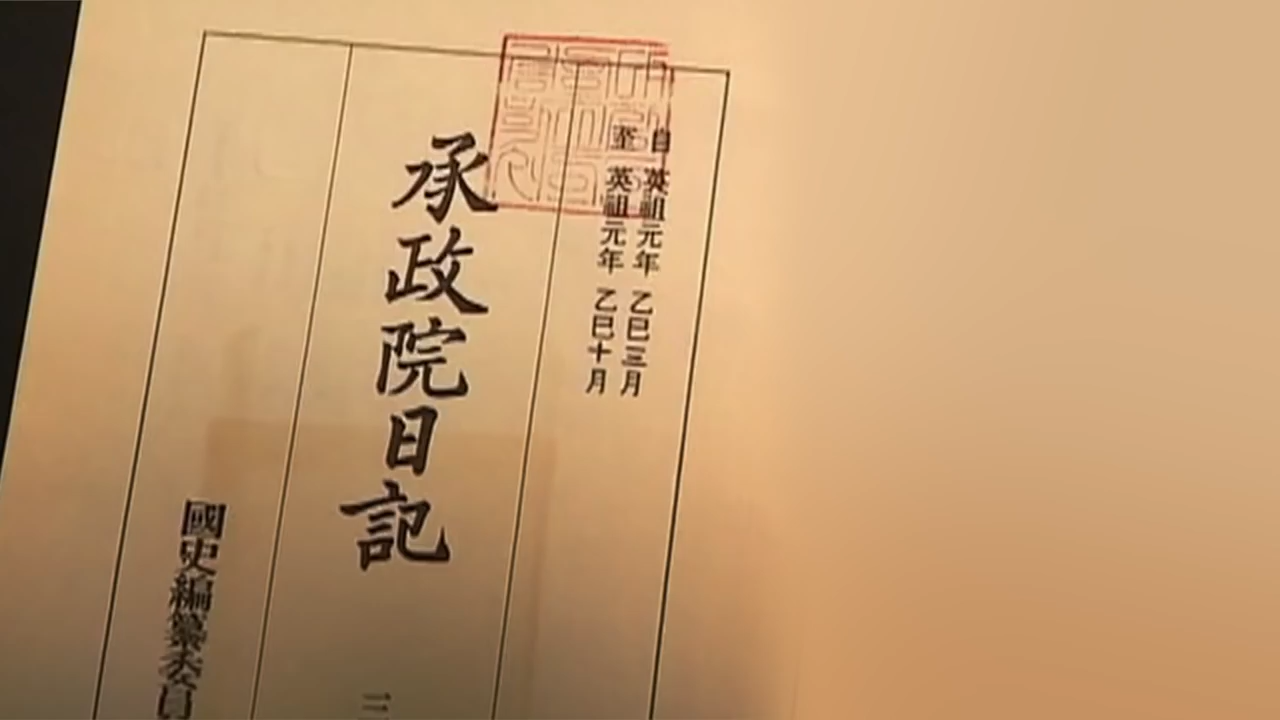 自 英祖元年 乙巳三月
至 英祖元年 乙巳十月
承政院日記
三
國史編纂委員